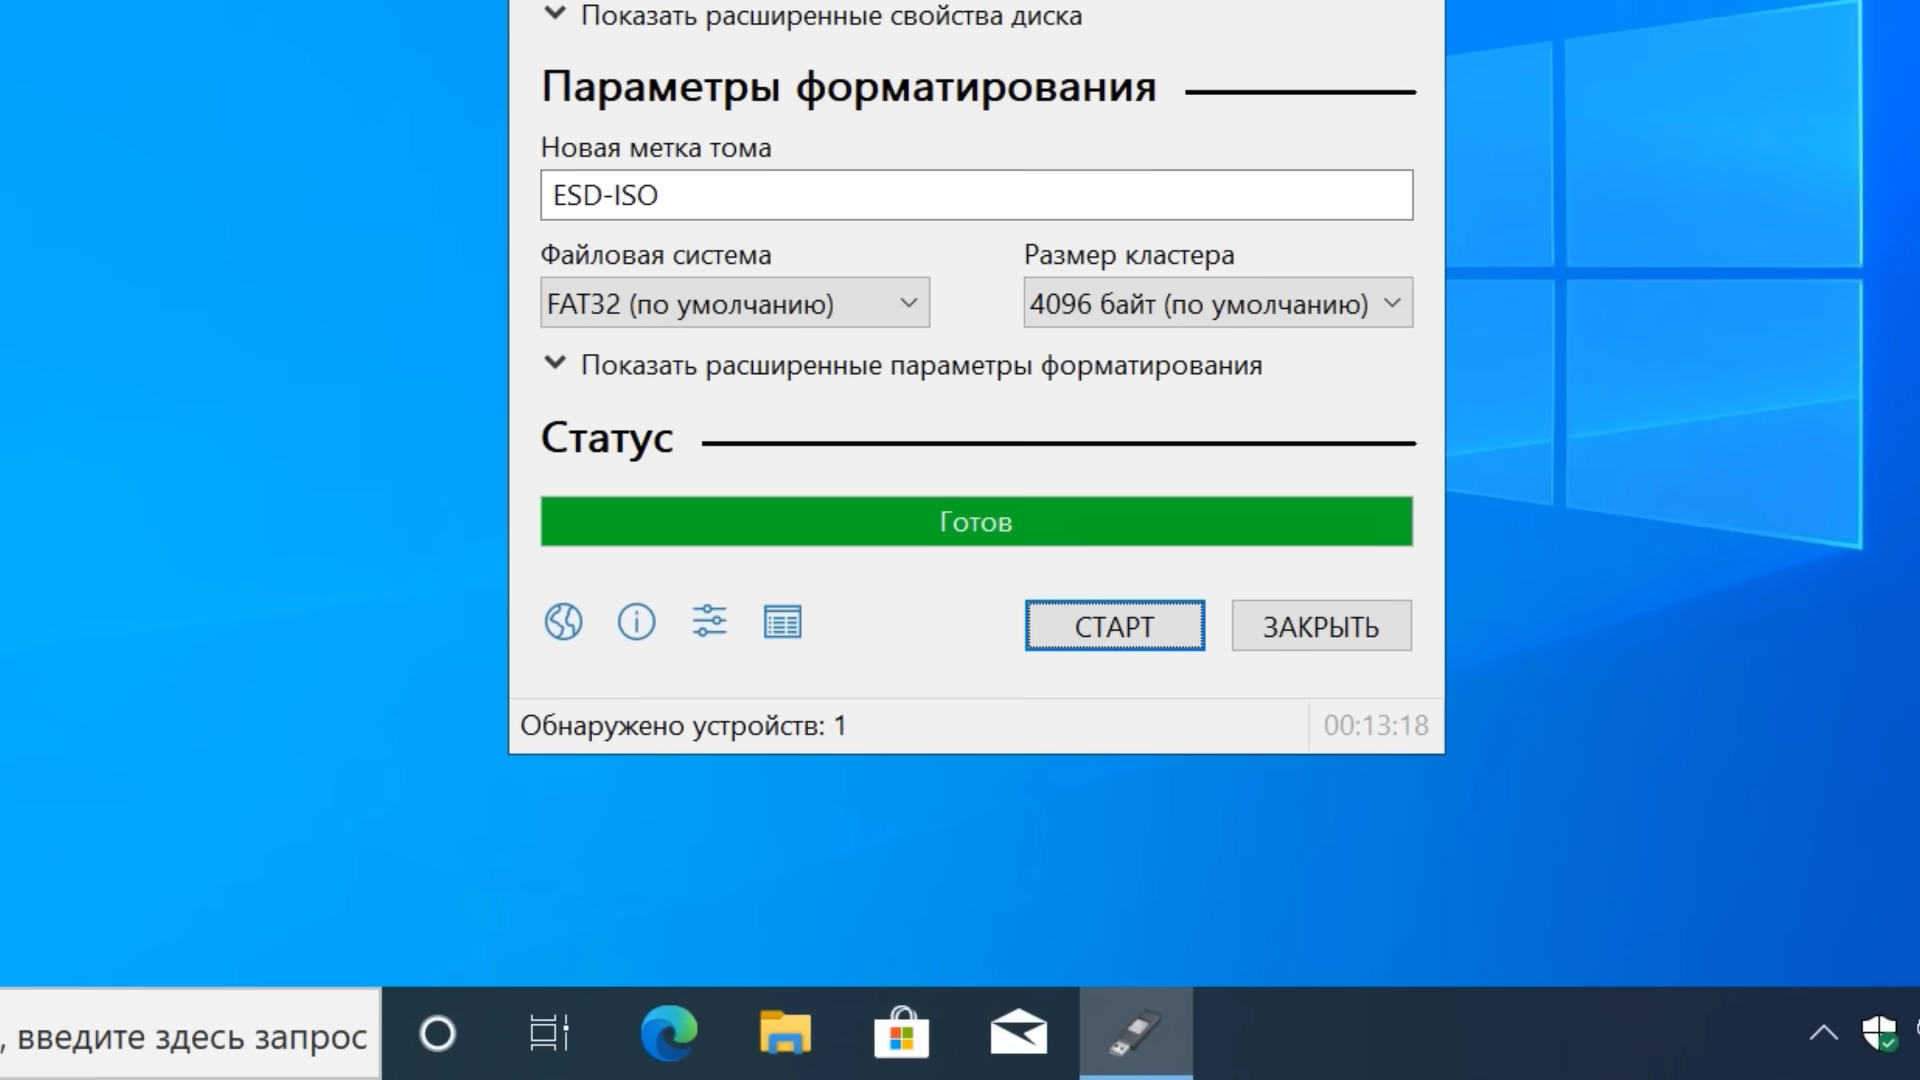 Показать расширенные свойства диска
Параметры форматирования
Новая метка тома
ESD-ISO
Файловая система
Размер кластера
FAT32 (по умолчанию)
4096 байт (по умолчанию)
Показать расширенные параметры форматирования
Статус
Готов
СТАРТ
ЗАКРЫТЬ
Обнаружено устройств: 1
00:13:18
, введите здесь запрос